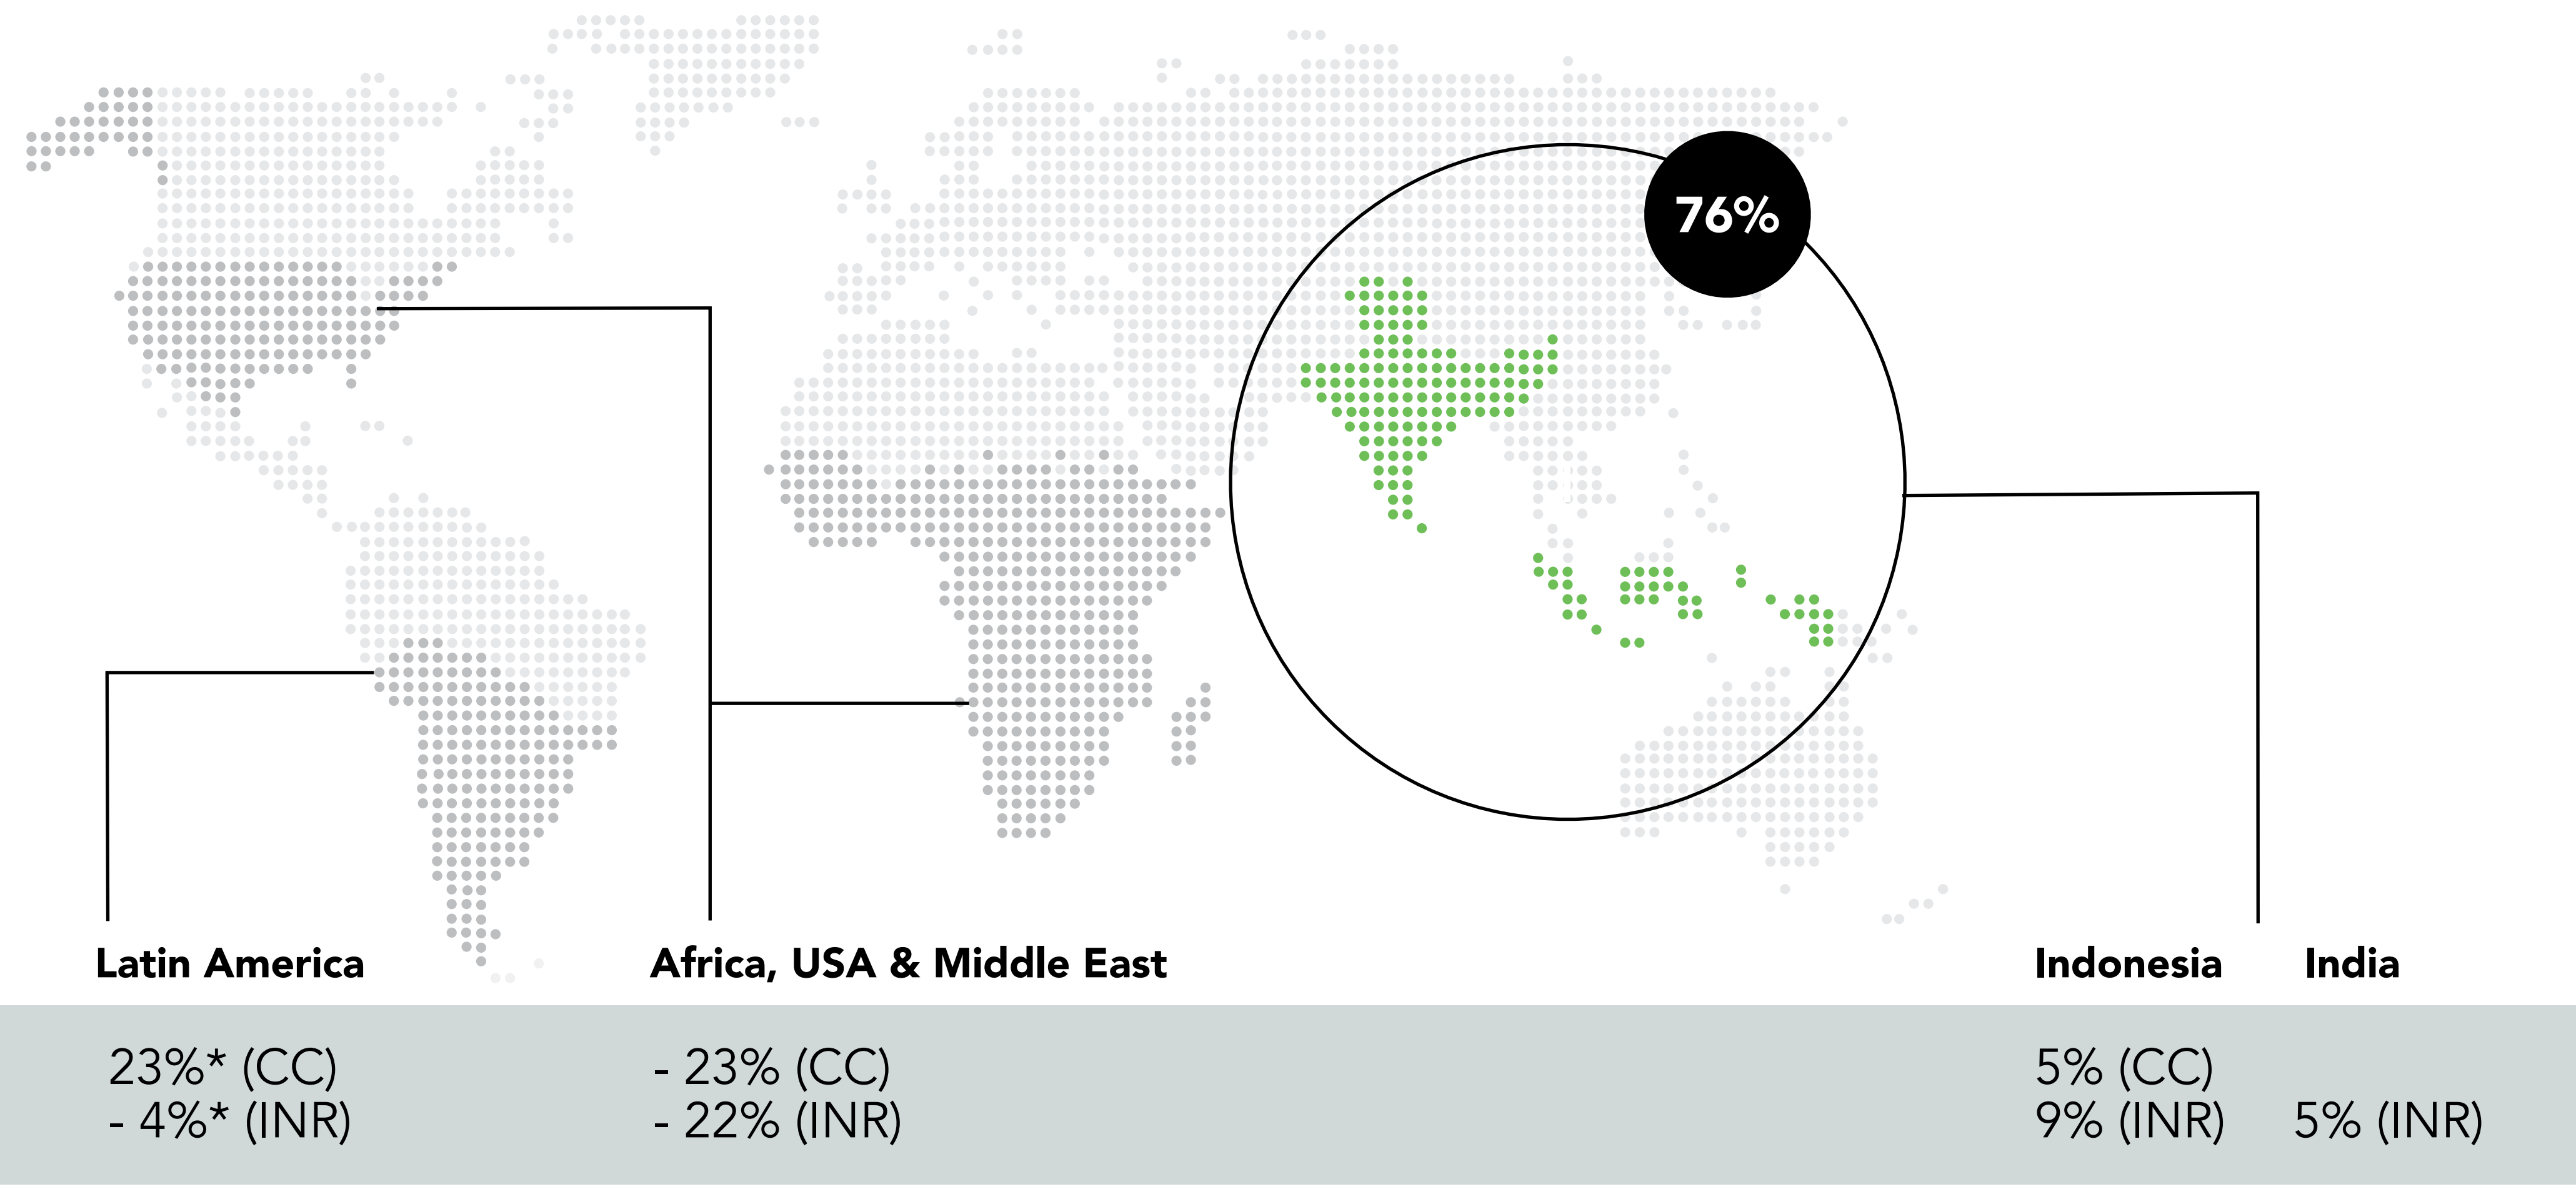 76%
Latin America
Africa, USA & Middle East
Indonesia
India
23%* (CC)
- 4%* (INR)
- 23% (CC)
- 22% (INR)
5% (CC)
9% (INR)
5% (INR)